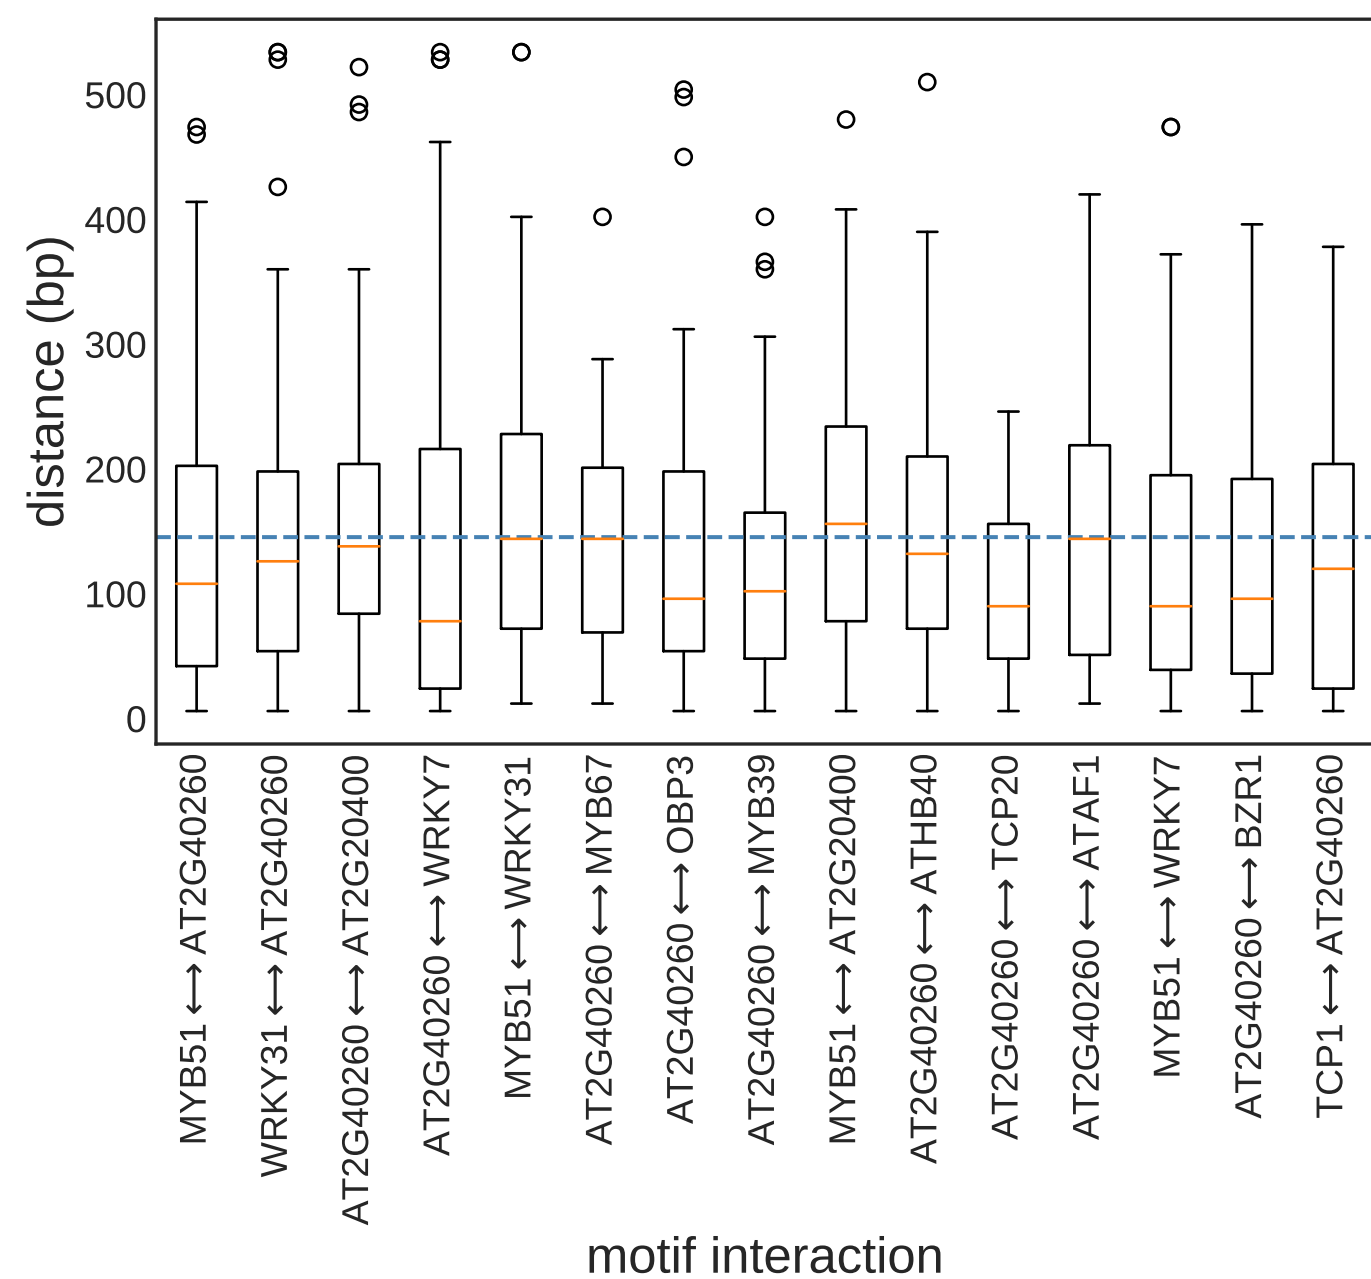 distance (bp)
500
400
300
200
100
0
MYB51 ⟷ AT2G40260
WRKY31 ⟷ AT2G40260
AT2G40260 ⟷ AT2G20400
AT2G40260 ⟷ WRKY7
MYB51 ⟷ WRKY31
AT2G40260 ⟷ MYB67
AT2G40260 ⟷ OBP3
AT2G40260 ⟷ MYB39
MYB51 ⟷ AT2G20400
AT2G40260 ⟷ ATHB40
AT2G40260 ⟷ TCP20
AT2G40260 ⟷ ATAF1
MYB51 ⟷ WRKY7
AT2G40260 ⟷ BZR1
TCP1 ⟷ AT2G40260
motif interaction